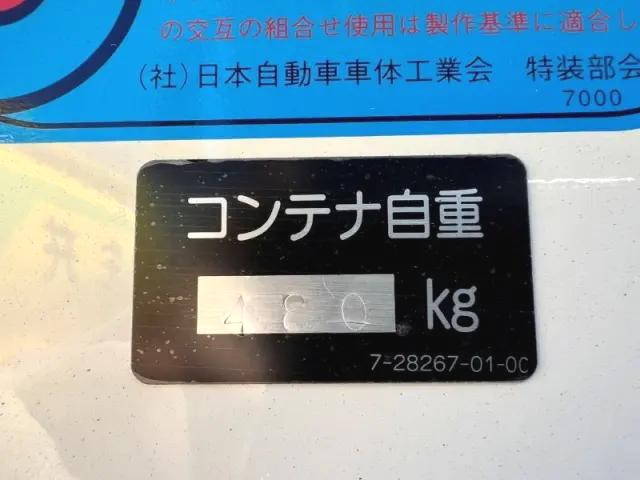 の交互の組合せ使用は製作基準に適合し
(社)日本自動車車体工業会 特装部会
7000
コンテナ自重
480 kg
7-28267-01-0C